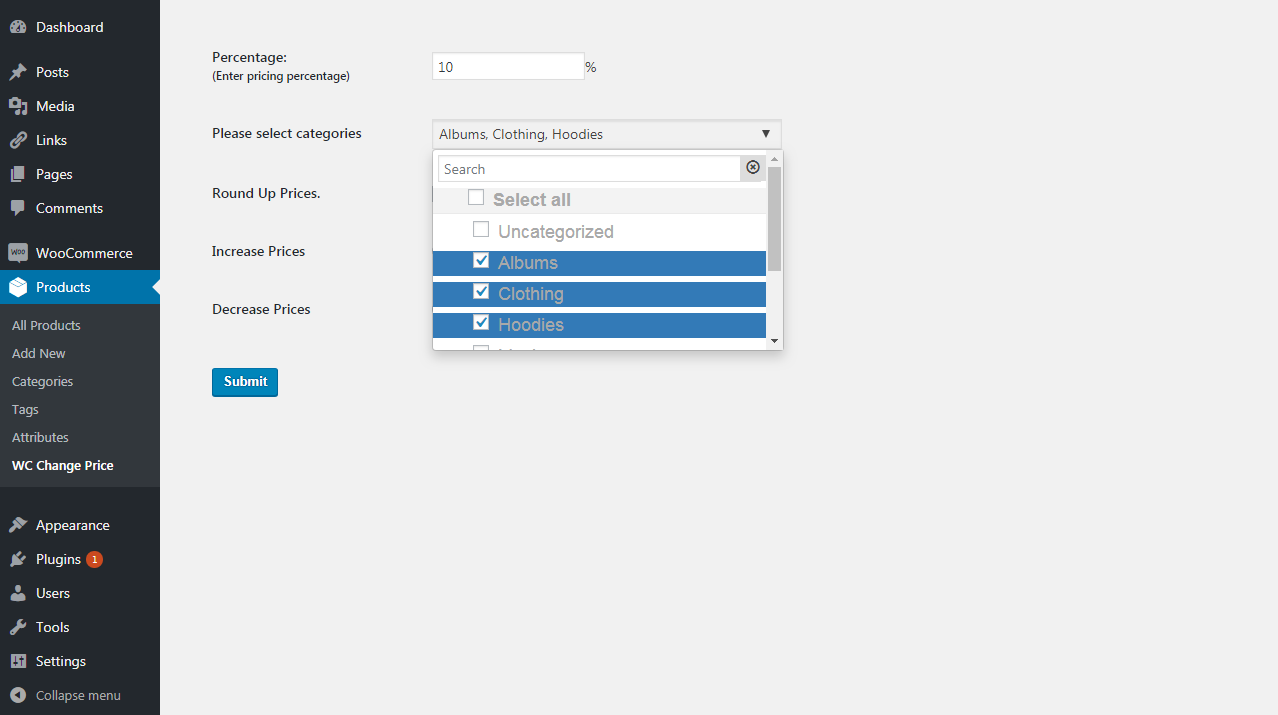 Dashboard
Posts
Media
Links
Pages
Comments
WOO WooCommerce
Products
All Products
Add New
Categories
Tags
Attributes
WC Change Price
Appearance
Plugins 1
Users
Tools
Settings
Collapse menu
Percentage:
(Enter pricing percentage)
10 %
Please select categories
Albums, Clothing, Hoodies
Search
Select all
Uncategorized
Albums
Clothing
Hoodies
Round Up Prices.
Increase Prices
Decrease Prices
Submit